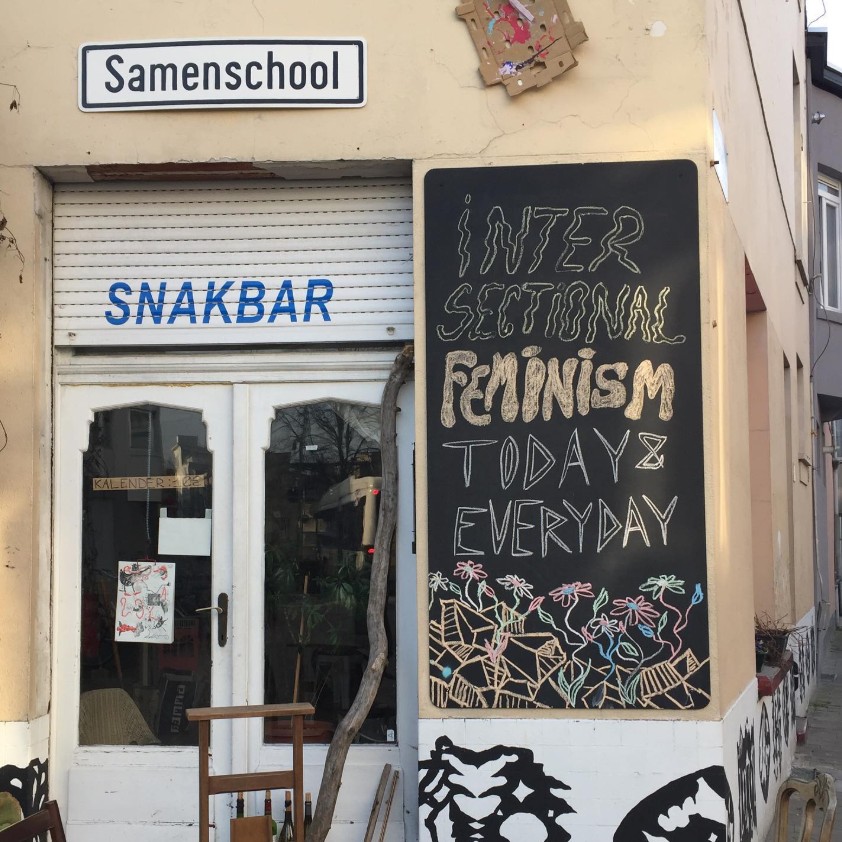 Samenschool
SNAKBAR
INTER
SECTIONAL
FEMINISM
TODAY &
EVERYDAY
KALENDER